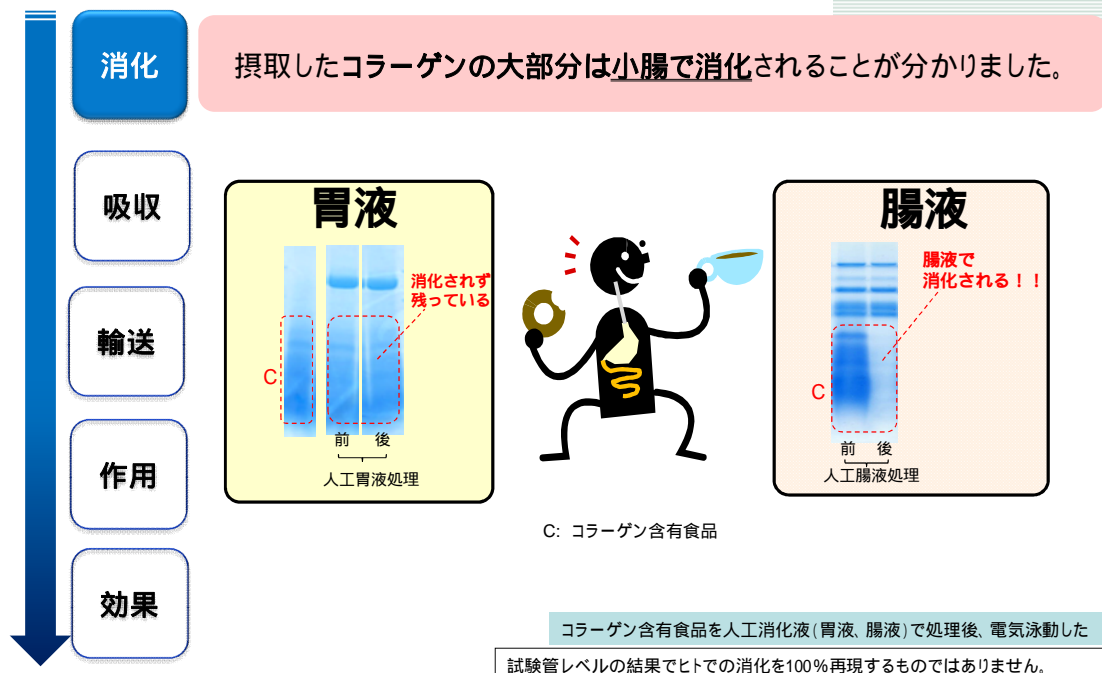 消化
摂取したコラーゲンの大部分は小腸で消化されることが分かりました。
吸収
輸送
作用
効果
胃液
消化されず
残っている
C
前 後
人工胃液処理
腸液
腸液で
消化される！！
C
前 後
人工腸液処理
C: コラーゲン含有食品
コラーゲン含有食品を人工消化液(胃液、腸液)で処理後、電気泳動した
試験管レベルの結果でヒトでの消化を100%再現するものではありません。